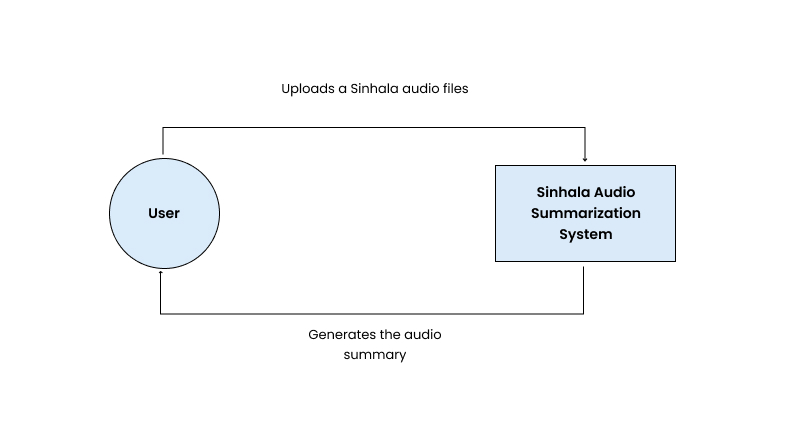 Uploads a Sinhala audio files
User
Sinhala Audio
Summarization
System
Generates the audio
summary